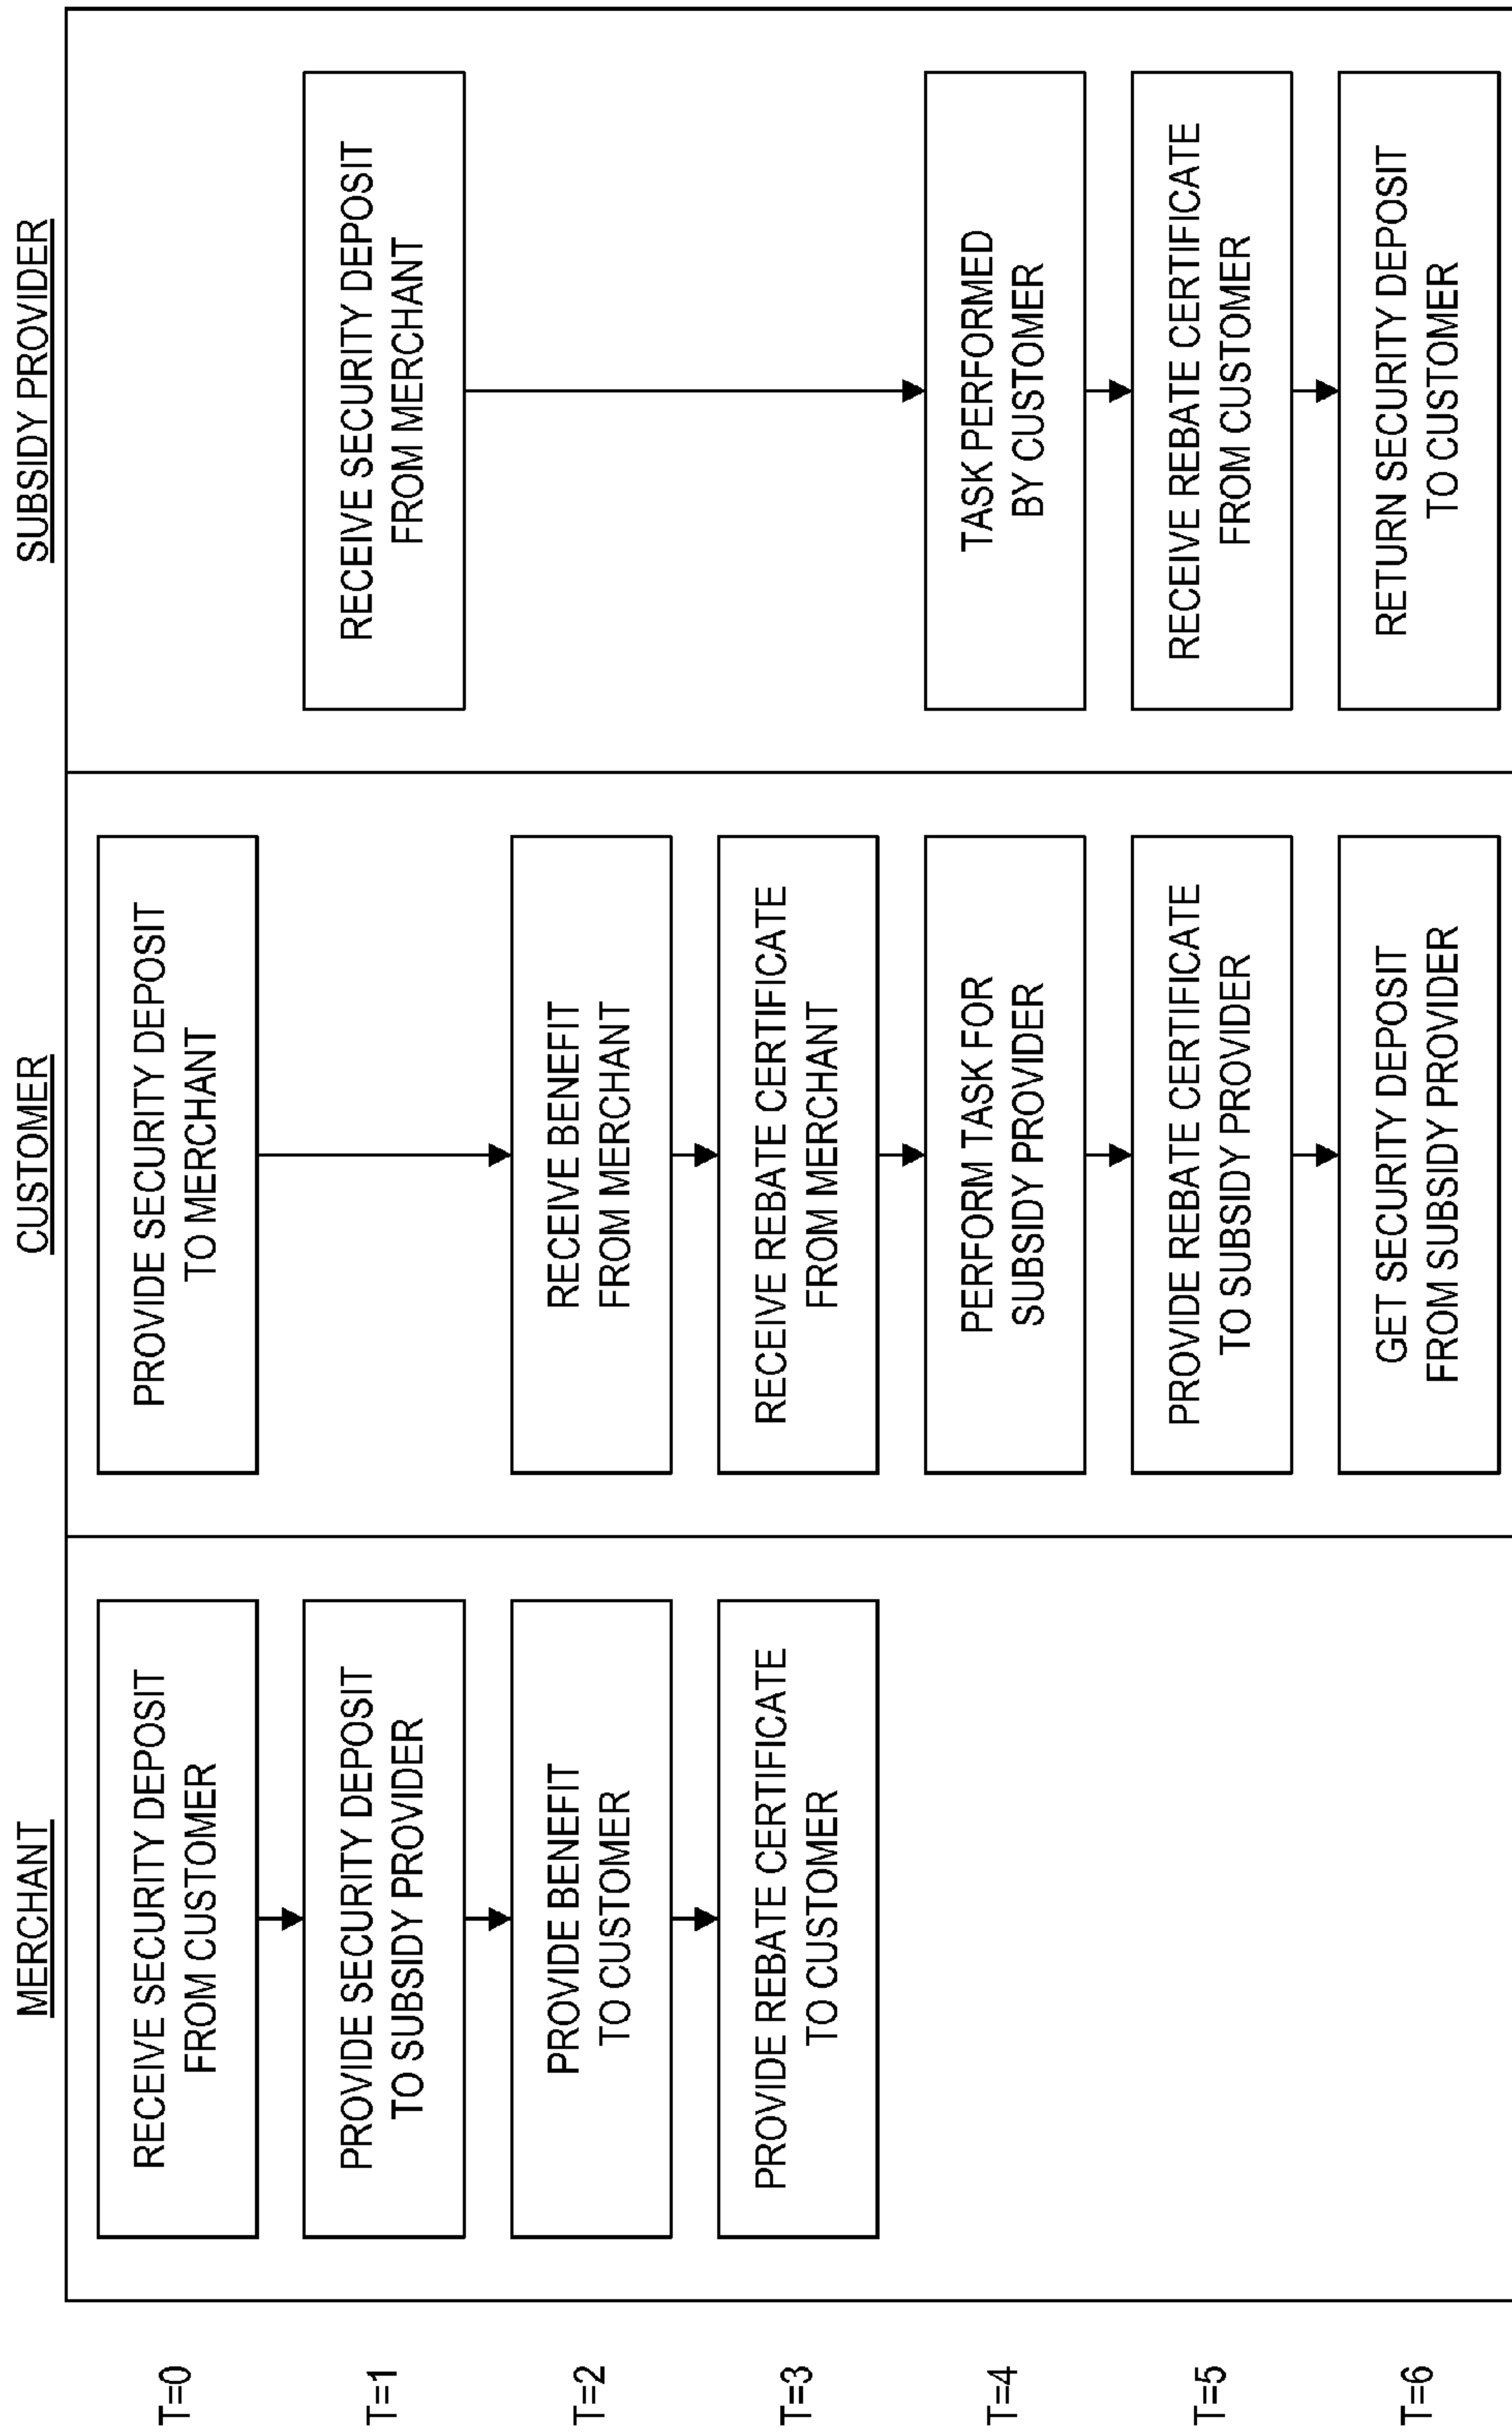 MERCHANT
CUSTOMER
SUBSIDY PROVIDER
T=0
RECEIVE SECURITY DEPOSIT
FROM CUSTOMER
PROVIDE SECURITY DEPOSIT
TO MERCHANT
T=1
PROVIDE SECURITY DEPOSIT
TO SUBSIDY PROVIDER
RECEIVE SECURITY DEPOSIT
FROM MERCHANT
T=2
PROVIDE BENEFIT
TO CUSTOMER
RECEIVE BENEFIT
FROM MERCHANT
T=3
PROVIDE REBATE CERTIFICATE
TO CUSTOMER
RECEIVE REBATE CERTIFICATE
FROM MERCHANT
T=4
PERFORM TASK FOR
SUBSIDY PROVIDER
TASK PERFORMED
BY CUSTOMER
T=5
PROVIDE REBATE CERTIFICATE
TO SUBSIDY PROVIDER
RECEIVE REBATE CERTIFICATE
FROM CUSTOMER
T=6
GET SECURITY DEPOSIT
FROM SUBSIDY PROVIDER
RETURN SECURITY DEPOSIT
TO CUSTOMER